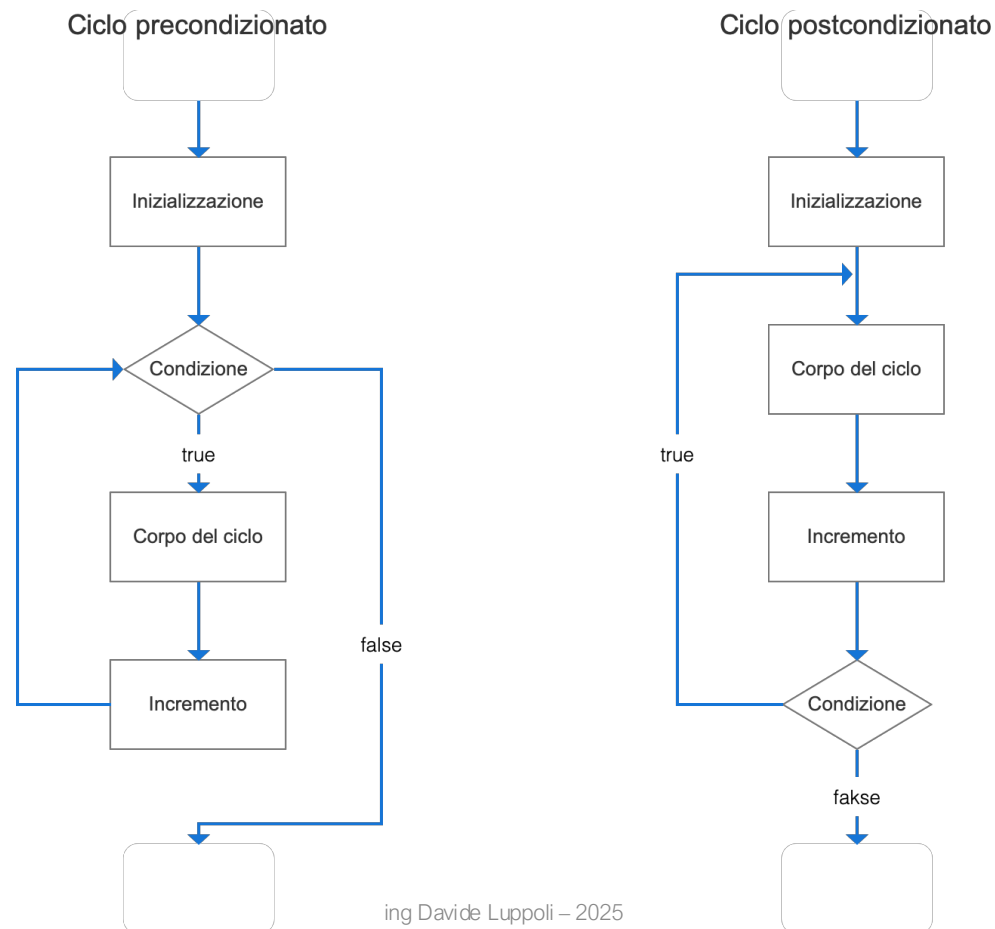 Ciclo precondizionato
Inizializzazione
Condizione
true
Corpo del ciclo
false
Incremento
Ciclo postcondizionato
Inizializzazione
Corpo del ciclo
true
Incremento
Condizione
fakse
ing Davide Luppoli – 2025